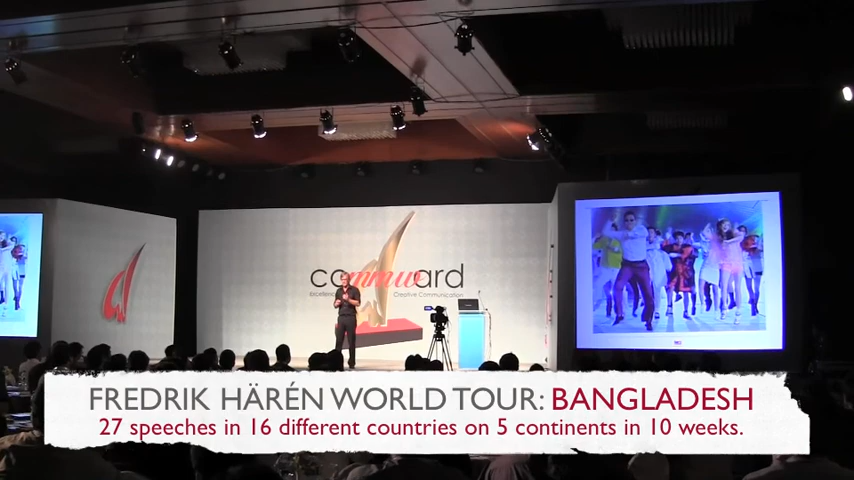 commward
Creative Communication
FREDRIK HÄRÉN WORLD TOUR: BANGLADESH
27 speeches in 16 different countries on 5 continents in 10 weeks.